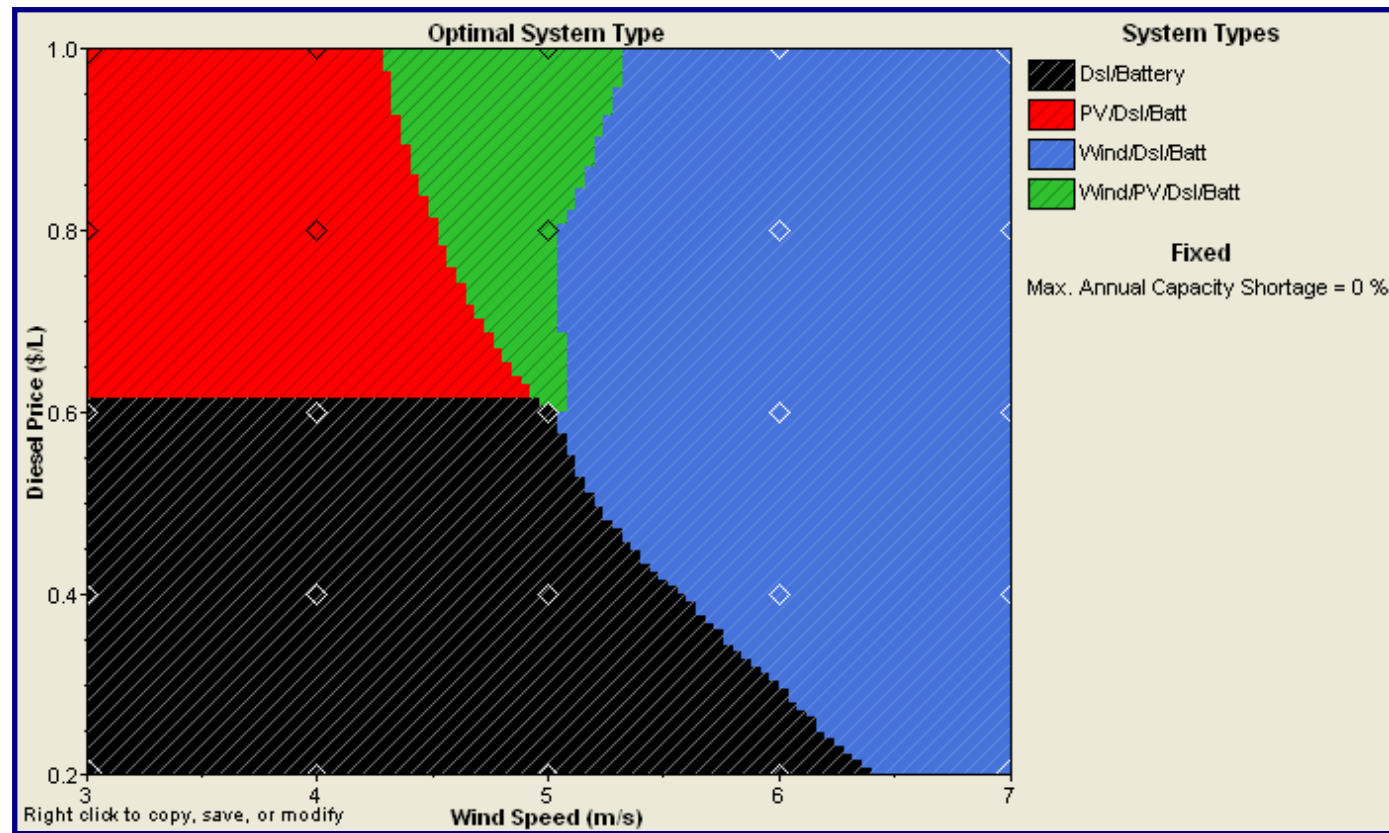 Optimal System Type
1.0
0.8
0.6
0.4
0.2
Diesel Price ($/L)
3 4 5 6 7
Wind Speed (m/s)
Right click to copy, save, or modify
System Types
Dsl/Battery
PV/Dsl/Batt
Wind/Dsl/Batt
Wind/PV/Dsl/Batt
Fixed
Max. Annual Capacity Shortage = 0 %